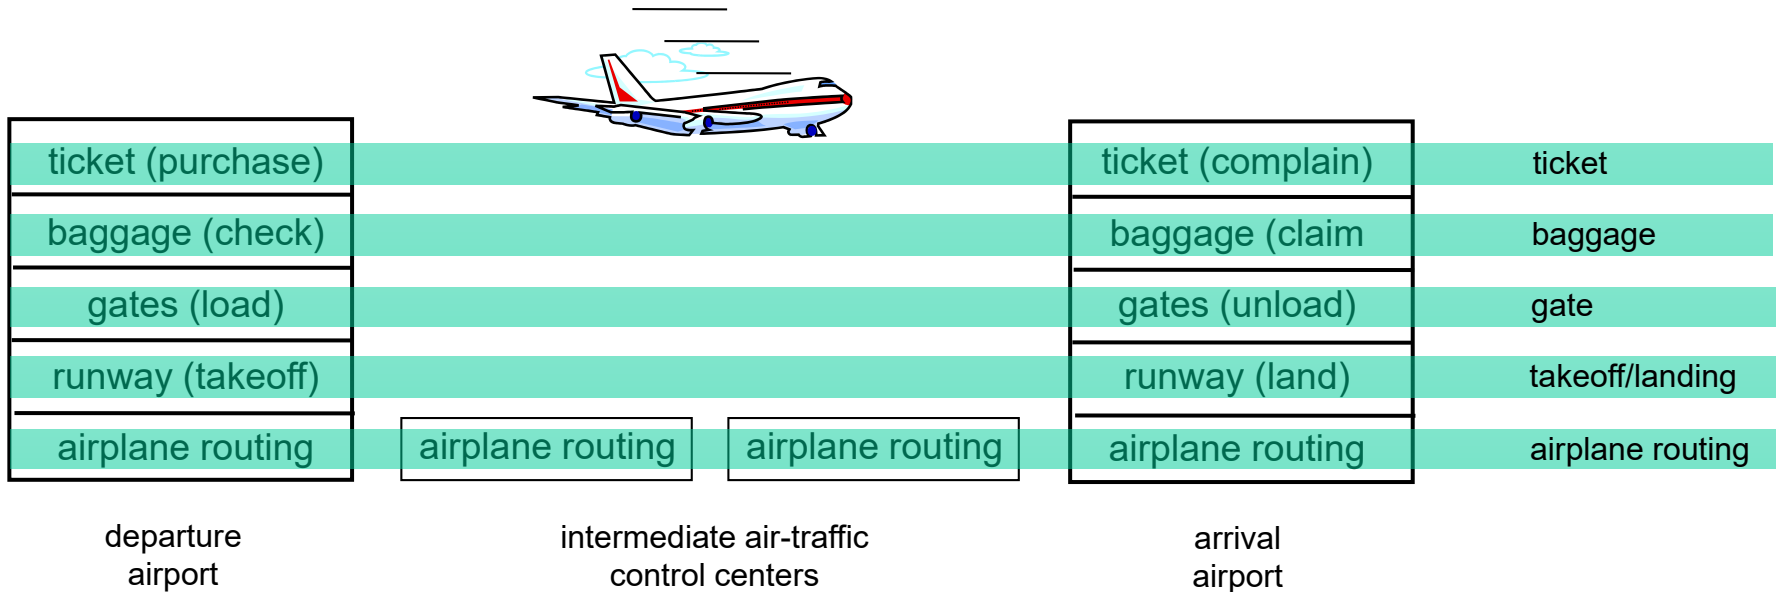 ticket (purchase) ticket (complain) ticket
baggage (check) baggage (claim baggage
gates (load) gates (unload) gate
runway (takeoff) runway (land) takeoff/landing
airplane routing airplane routing airplane routing airplane routing airplane routing
departure
airport
intermediate air-traffic
control centers
arrival
airport